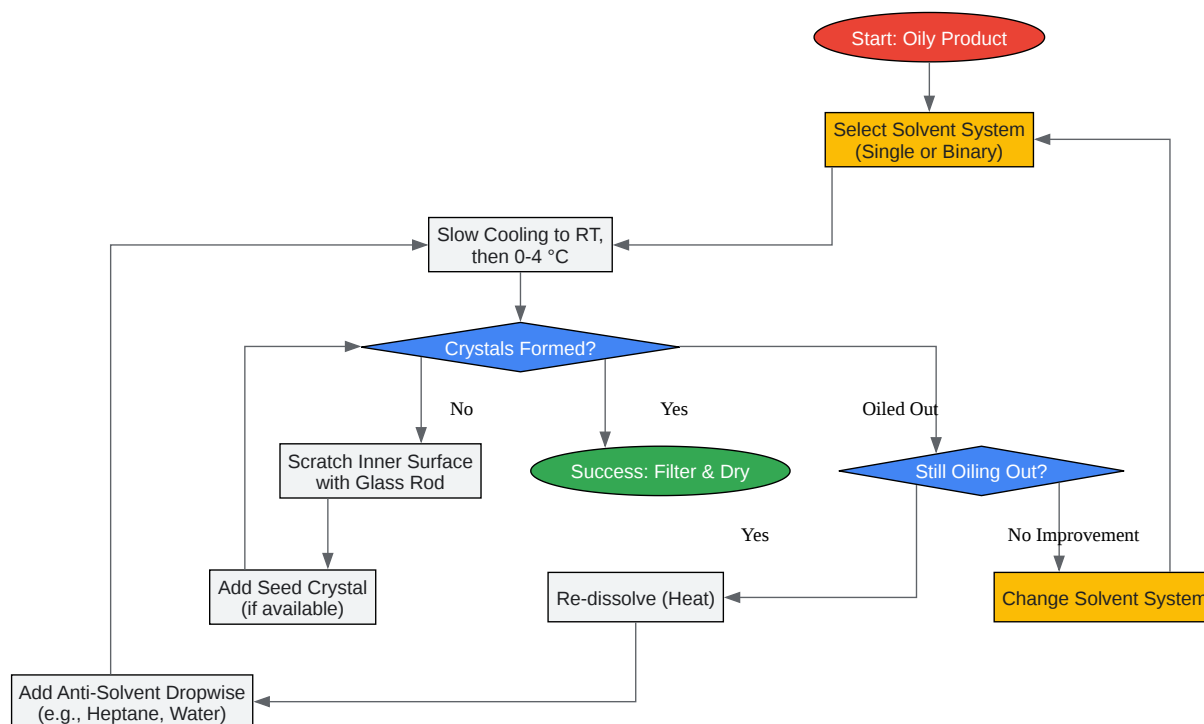 Start: Oily Product
Select Solvent System
(Single or Binary)
Slow Cooling to RT,
then 0-4 °C
Crystals Formed?
No
Yes
Oiled Out
Scratch Inner Surface
with Glass Rod
Success: Filter & Dry
Still Oiling Out?
Yes
No Improvement
Add Seed Crystal
(if available)
Re-dissolve (Heat)
Change Solvent System
Add Anti-Solvent Dropwise
(e.g., Heptane, Water)